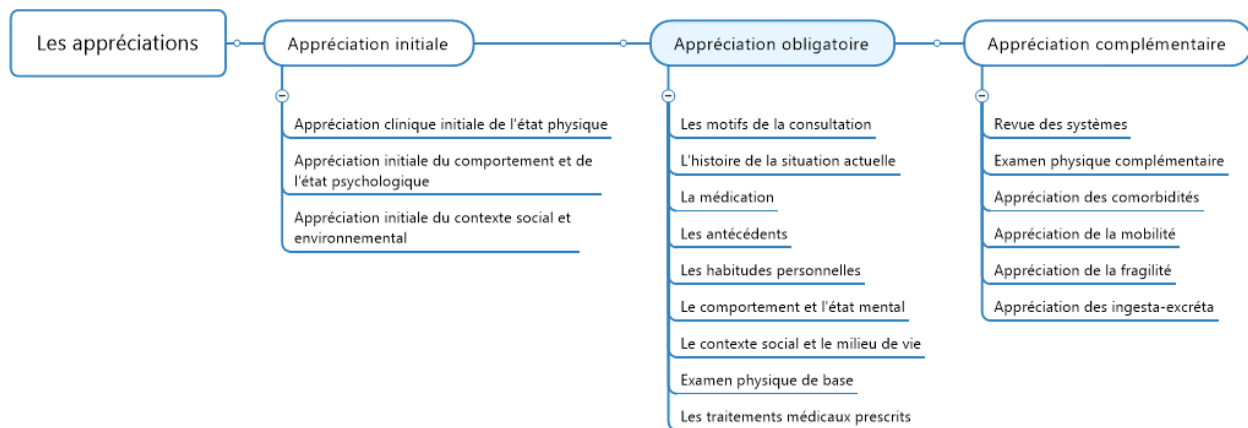 Les appréciations
Appréciation initiale
Appréciation clinique initiale de l'état physique
Appréciation initiale du comportement et de
l'état psychologique
Appréciation initiale du contexte social et
environnemental
Appréciation obligatoire
Les motifs de la consultation
L'histoire de la situation actuelle
La médication
Les antécédents
Les habitudes personnelles
Le comportement et l'état mental
Le contexte social et le milieu de vie
Examen physique de base
Les traitements médicaux prescrits
Appréciation complémentaire
Revue des systèmes
Examen physique complémentaire
Appréciation des comorbidités
Appréciation de la mobilité
Appréciation de la fragilité
Appréciation des ingesta-excréta